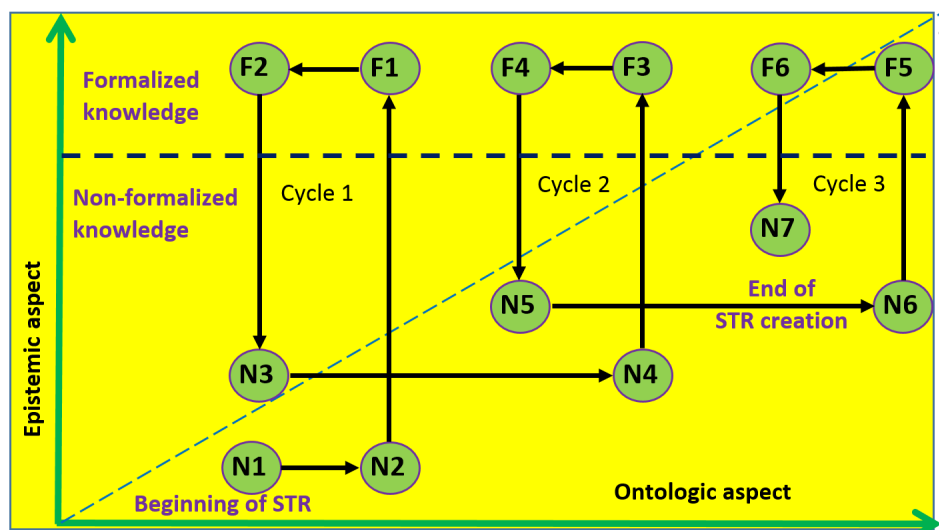 F2
F1
F4
F3
F6
F5
Formalized
knowledge
Non-formalized
knowledge
Cycle 1
Cycle 2
Cycle 3
N7
N5
End of
STR creation
N6
N3
N4
N1
N2
Beginning of STR
Ontologic aspect
Epistemic aspect